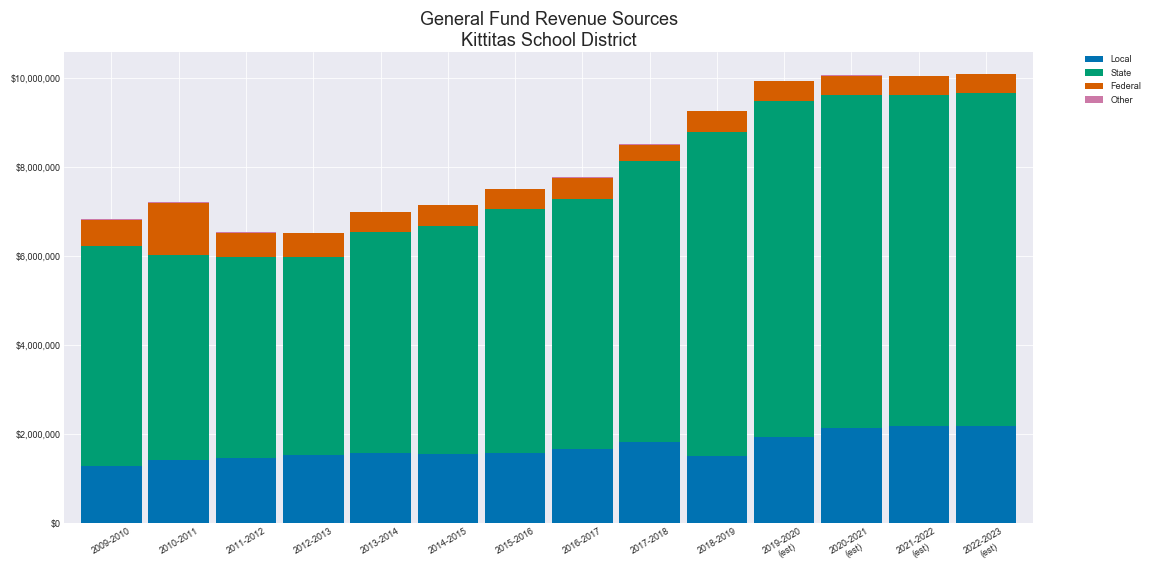 General Fund Revenue Sources
Kittitas School District
Local
State
Federal
Other
$10,000,000
$8,000,000
$6,000,000
$4,000,000
$2,000,000
$0
2009-2010
2010-2011
2011-2012
2012-2013
2013-2014
2014-2015
2015-2016
2016-2017
2017-2018
2018-2019
2019-2020
(est)
2020-2021
(est)
2021-2022
(est)
2022-2023
(est)